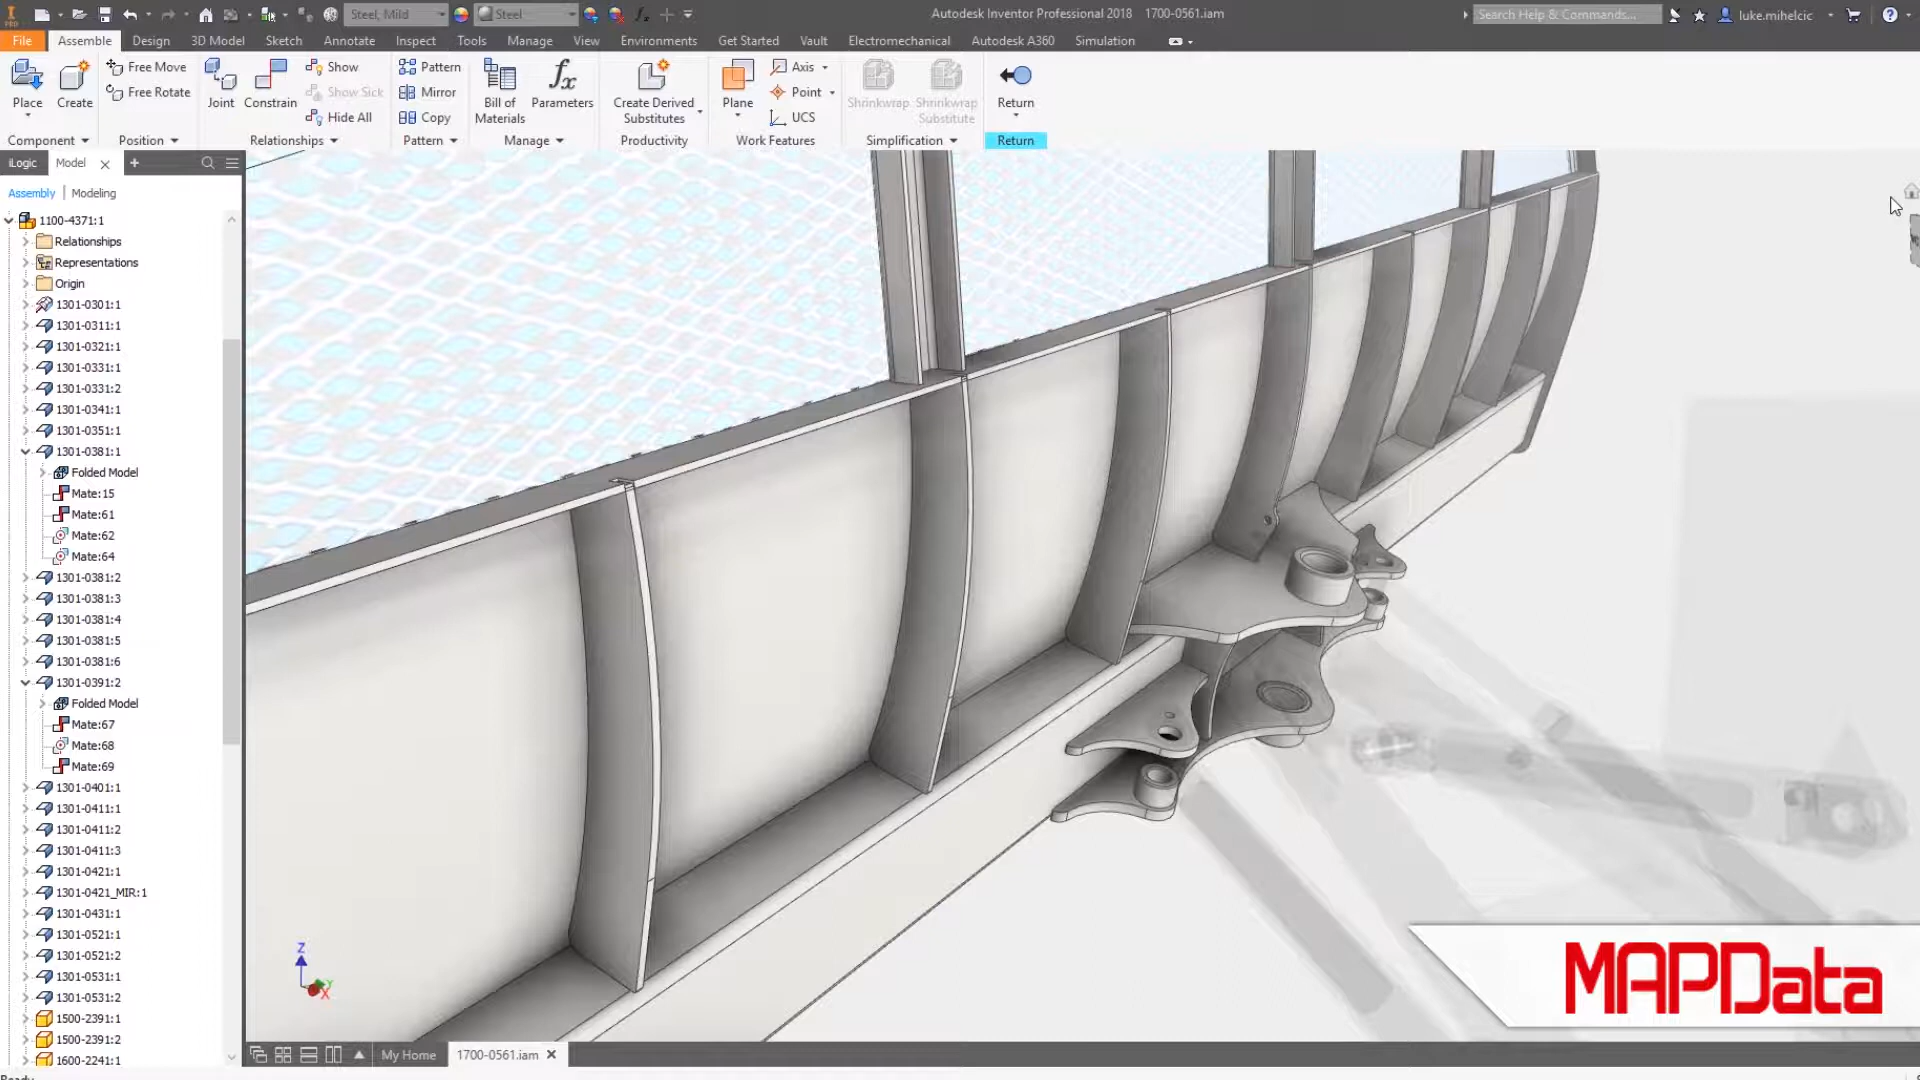 PRO
Steel, Mild
Steel
Autodesk Inventor Professional 2018 1700-0561.iam
Search Help & Commands...
luke.mihelcic
File
Assemble
Design
3D Model
Sketch
Annotate
Inspect
Tools
Manage
View
Environments
Get Started
Vault
Electromechanical
Autodesk A360
Simulation
Place
Create
Free Move
Free Rotate
Joint
Constrain
Show
Show Sick
Hide All
Pattern
Mirror
Copy
Bill of
Materials
Parameters
Create Derived
Substitutes
Plane
Axis
Point
UCS
Shrinkwrap
Shrinkwrap
Substitute
Return
Component
Position
Relationships
Pattern
Manage
Productivity
Work Features
Simplification
Return
iLogic
Model
Assembly
Modeling
1100-4371:1
Relationships
Representations
Origin
1301-0301:1
1301-0311:1
1301-0321:1
1301-0331:1
1301-0331:2
1301-0341:1
1301-0351:1
1301-0381:1
Folded Model
Mate:15
Mate:61
Mate:62
Mate:64
1301-0381:2
1301-0381:3
1301-0381:4
1301-0381:5
1301-0381:6
1301-0391:2
Folded Model
Mate:67
Mate:68
Mate:69
1301-0401:1
1301-0411:1
1301-0411:2
1301-0411:3
1301-0421:1
1301-0421_MIR:1
1301-0431:1
1301-0521:1
1301-0521:2
1301-0531:1
1301-0531:2
1500-2391:1
1500-2391:2
1600-2241:1
Z
Y
X
MAPData
My Home
1700-0561.iam
Ready